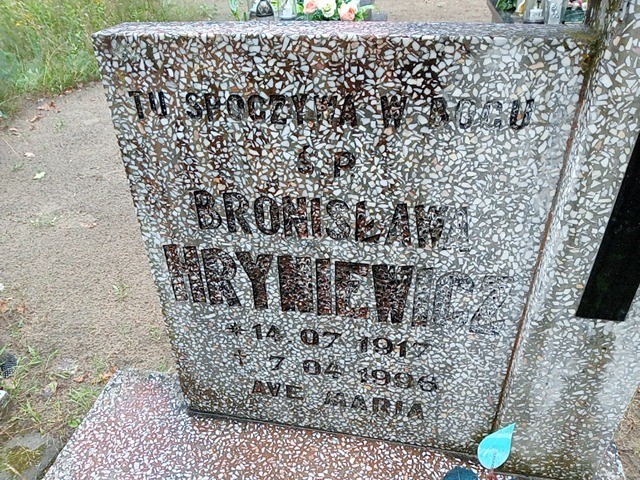 TU SPOCZYWA W BOGU
Ś P
BRONISŁAWA
HRYNIEWICZ
* 14 07 1917
† 7 04 1996
AVE MARIA